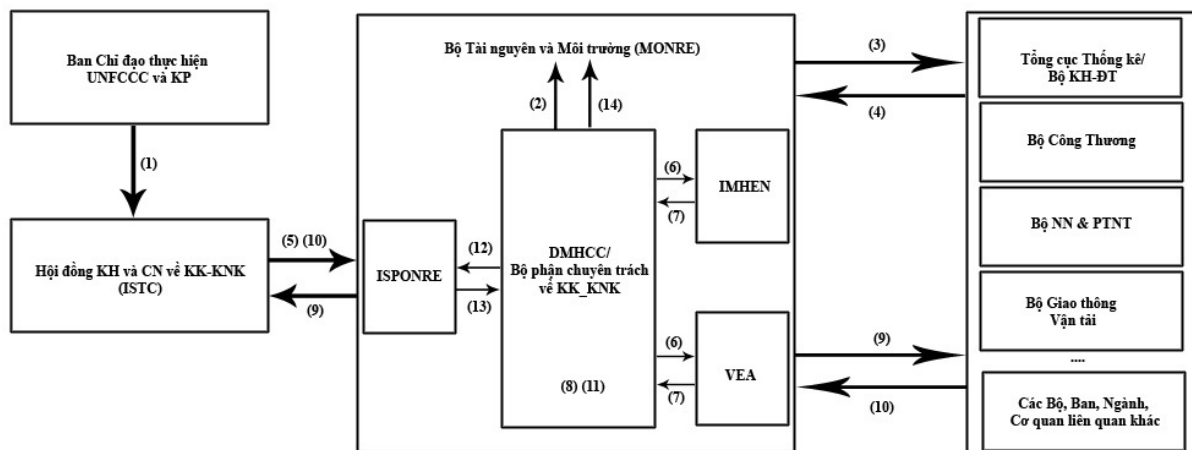 Ban Chỉ đạo thực hiện
UNFCCC và KP
(1)
Hội đồng KH và CN về KK-KNK
(ISTC)
(5) (10)
(9)
Bộ Tài nguyên và Môi trường (MONRE)
(2)
(14)
ISPONRE
(12)
(13)
DMHCC/
Bộ phận chuyên trách
về KK_KNK
(8) (11)
(6)
(7)
IMHEN
(6)
(7)
VEA
(3)
(4)
(9)
(10)
Tổng cục Thống kê/
Bộ KH-ĐT
Bộ Công Thương
Bộ NN & PTNT
Bộ Giao thông
Vận tải
....
Các Bộ, Ban, Ngành,
Cơ quan liên quan khác